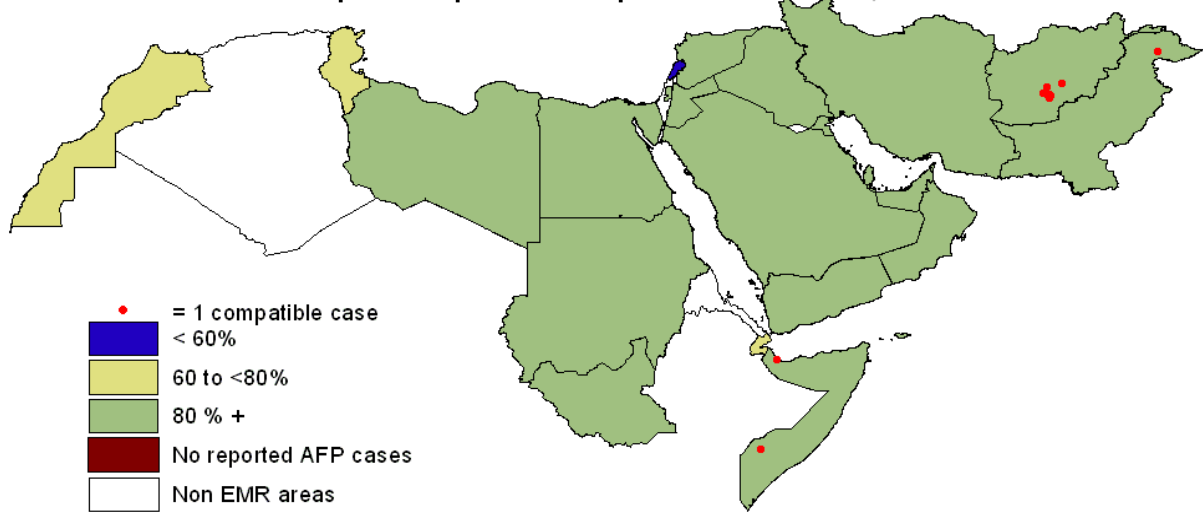 = 1 compatible case
< 60%
60 to <80%
80 % +
No reported AFP cases
Non EMR areas